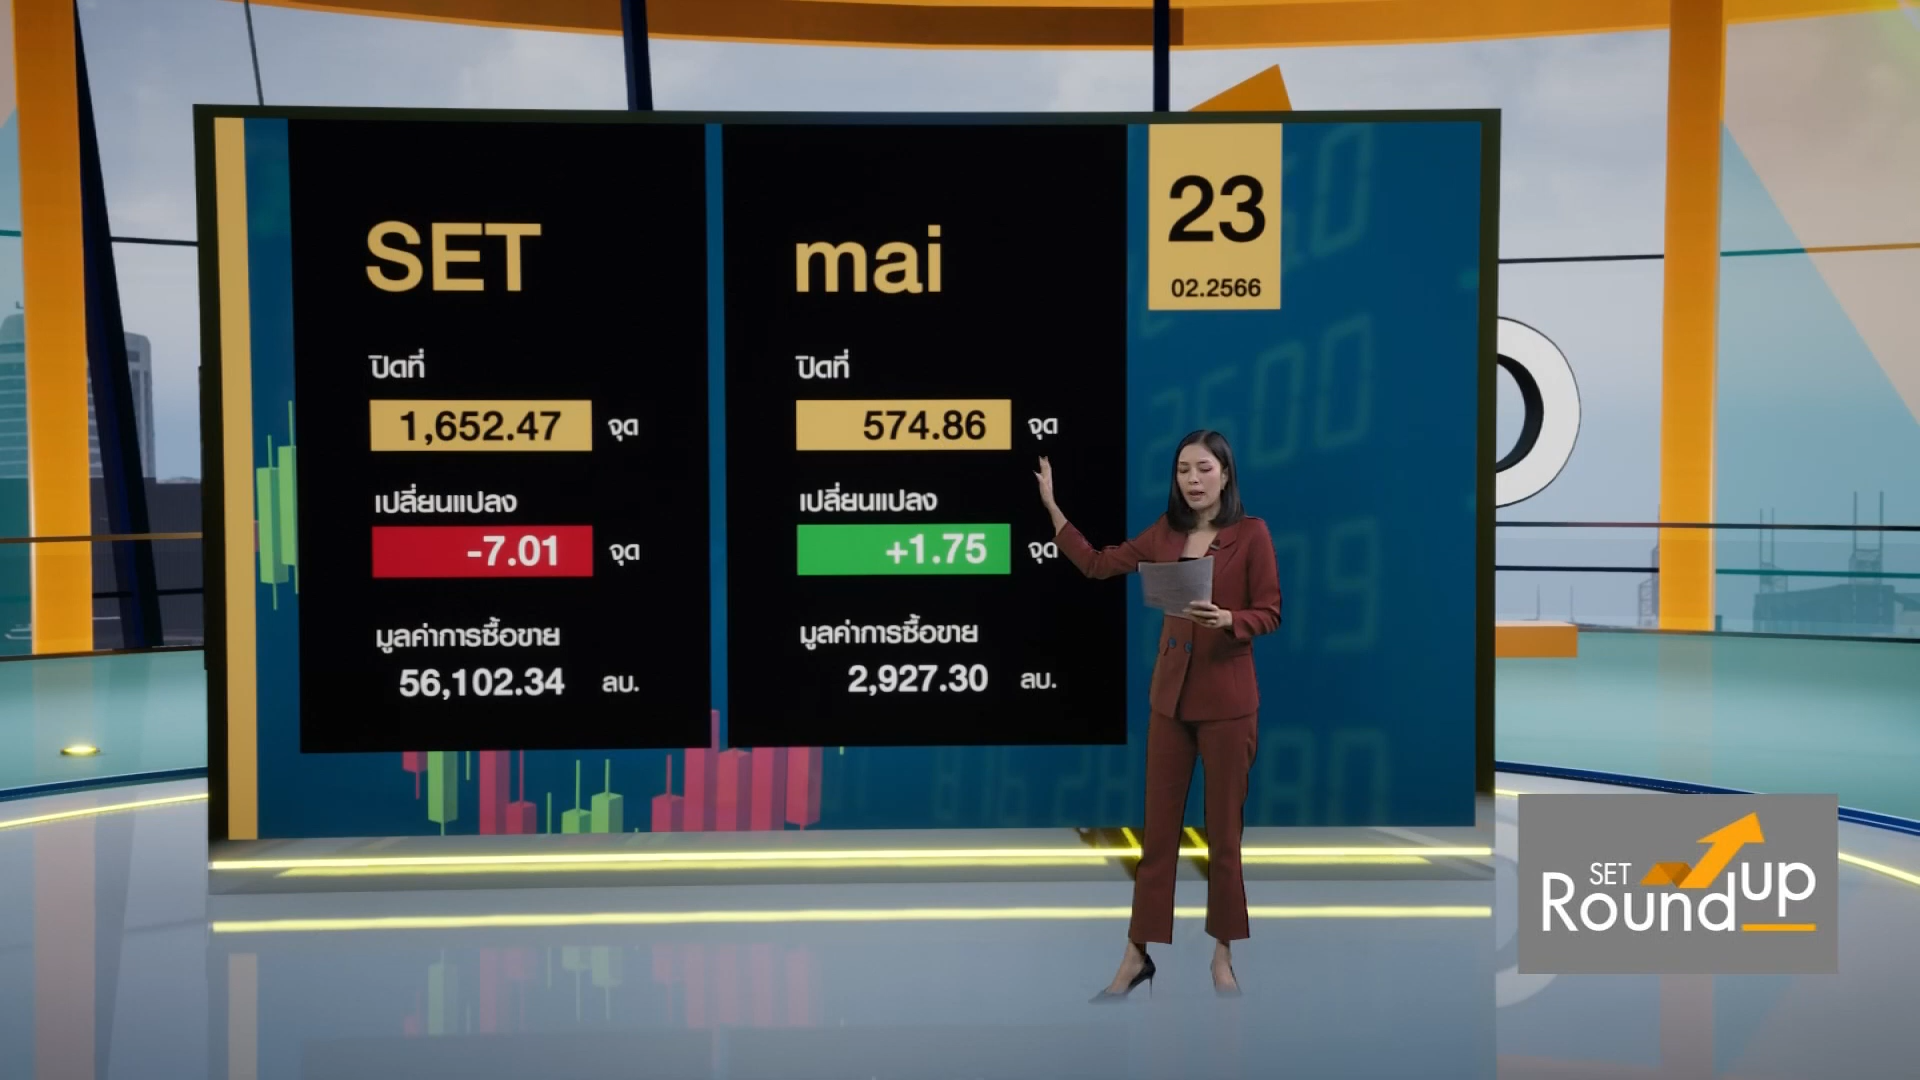 SET
ปิดที่
1,652.47 จุด
เปลี่ยนแปลง
-7.01 จุด
มูลค่าการซื้อขาย
56,102.34 ลบ.
mai
ปิดที่
574.86 จุด
เปลี่ยนแปลง
+1.75 จุด
มูลค่าการซื้อขาย
2,927.30 ลบ.
23
02.2566
SET
Roundup